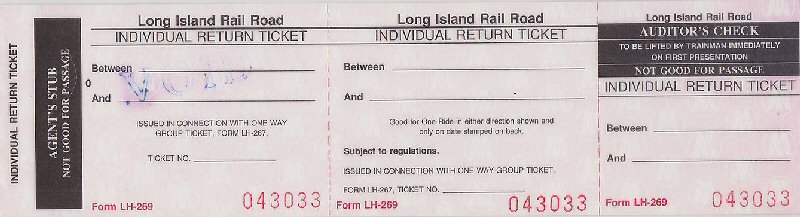 INDIVIDUAL RETURN TICKET
AGENT'S STUB
NOT GOOD FOR PASSAGE
Long Island Rail Road
INDIVIDUAL RETURN TICKET
Between
0
And
ISSUED IN CONNECTION WITH ONE WAY
GROUP TICKET, FORM LH-267,
TICKET NO.
Form LH-269
043033
Long Island Rail Road
INDIVIDUAL RETURN TICKET
Between
And
Good for One Ride in either direction shown and
only on date stamped on back.
Subject to regulations.
ISSUED IN CONNECTION WITH ONE WAY GROUP TICKET,
FORM LH-267, TICKET NO.
Form LH-269
043033
Long Island Rail Road
AUDITOR'S CHECK
TO BE LIFTED BY TRAINMAN IMMEDIATELY
ON FIRST PRESENTATION
NOT GOOD FOR PASSAGE
INDIVIDUAL RETURN TICKET
Between
And
Form LH-269
043033